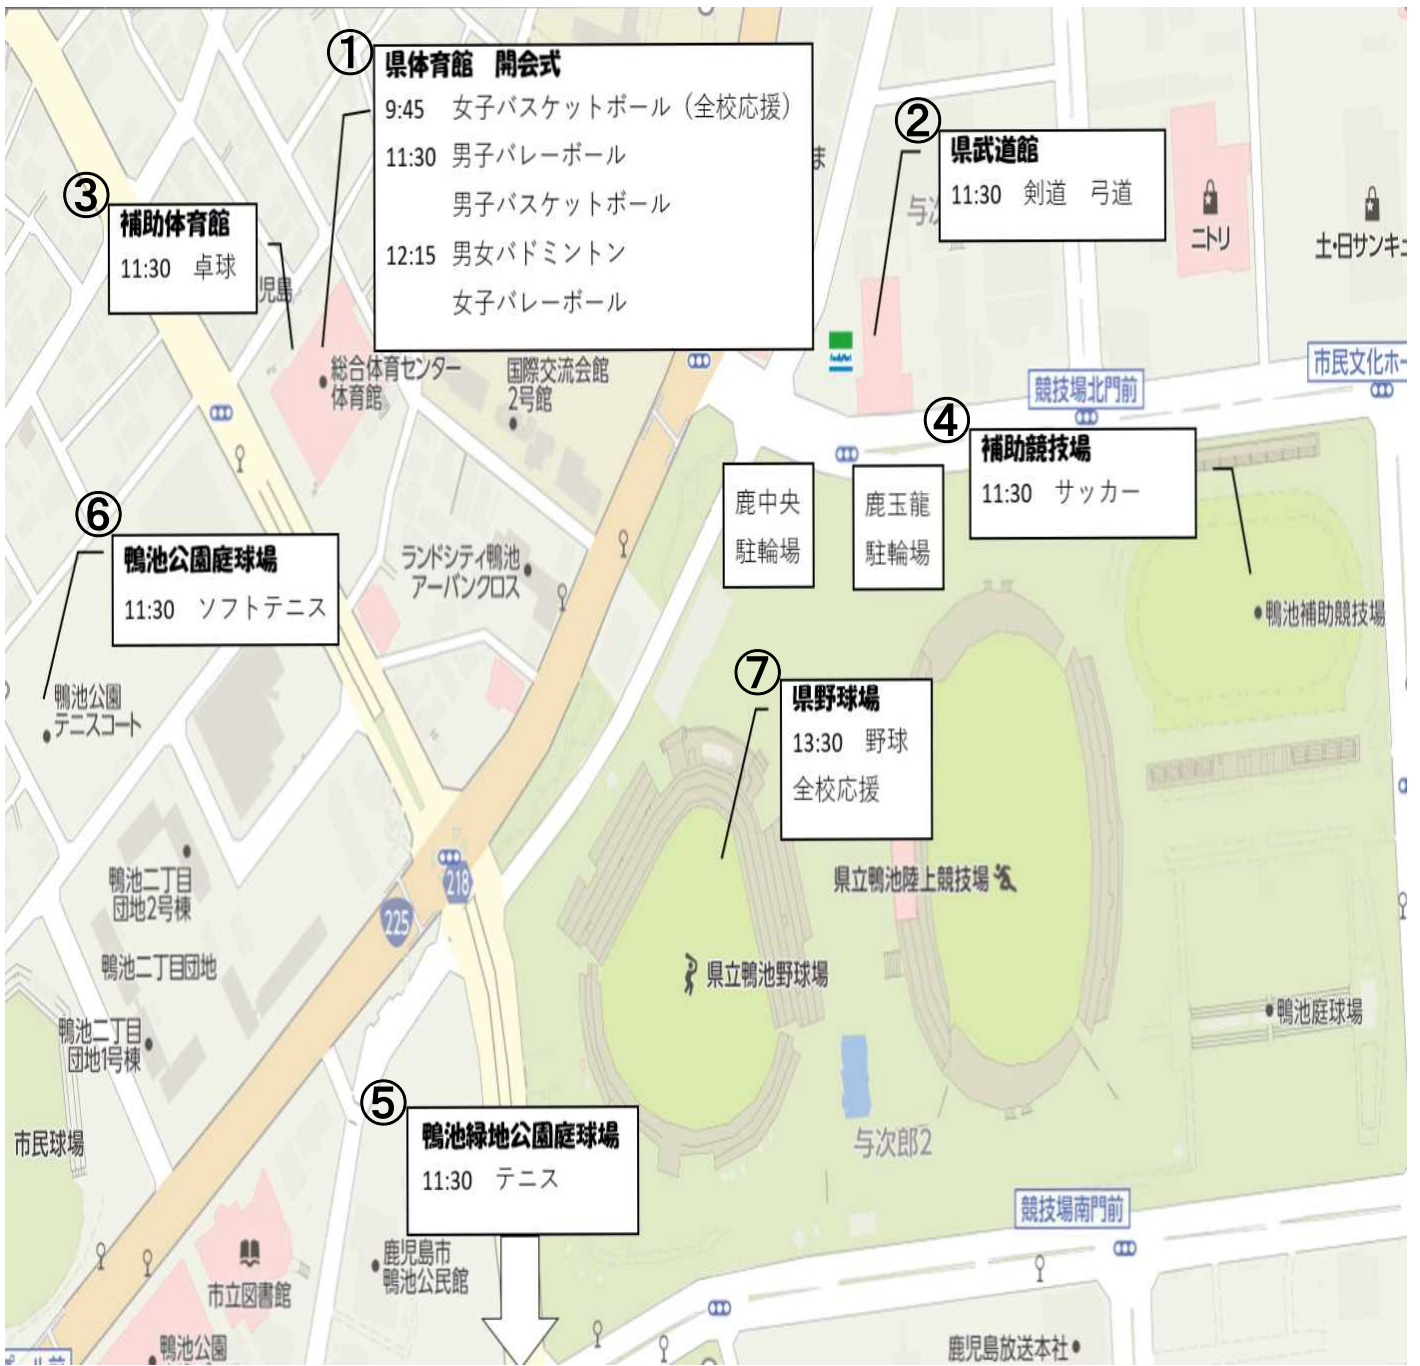 ①
県体育館　開会式
9:45　女子バスケットボール（全校応援）
11:30　男子バレーボール
男子バスケットボール
12:15　男女バドミントン
女子バレーボール
②
県武道館
11:30　剣道　弓道
ま
与次
ニトリ
土・日サンキュ
③
補助体育館
11:30　卓球
児島
総合体育センター
体育館
国際交流会館
2号館
FamilyMart
競技場北門前
市民文化ホー
④
補助競技場
11:30　サッカー
鹿中央
駐輪場
鹿玉龍
駐輪場
⑥
鴨池公園庭球場
11:30　ソフトテニス
ランドシティ鴨池
アーバンクロス
鴨池補助競技場
鴨池公園
テニスコート
⑦
県野球場
13:30　野球
全校応援
鴨池二丁目
団地2号棟
218
225
県立鴨池陸上競技場
鴨池二丁目団地
県立鴨池野球場
鴨池二丁目
団地1号棟
鴨池庭球場
市民球場
⑤
鴨池緑地公園庭球場
11:30　テニス
与次郎2
競技場南門前
鹿児島市
鴨池公民館
市立図書館
鴨池公園
鹿児島放送本社